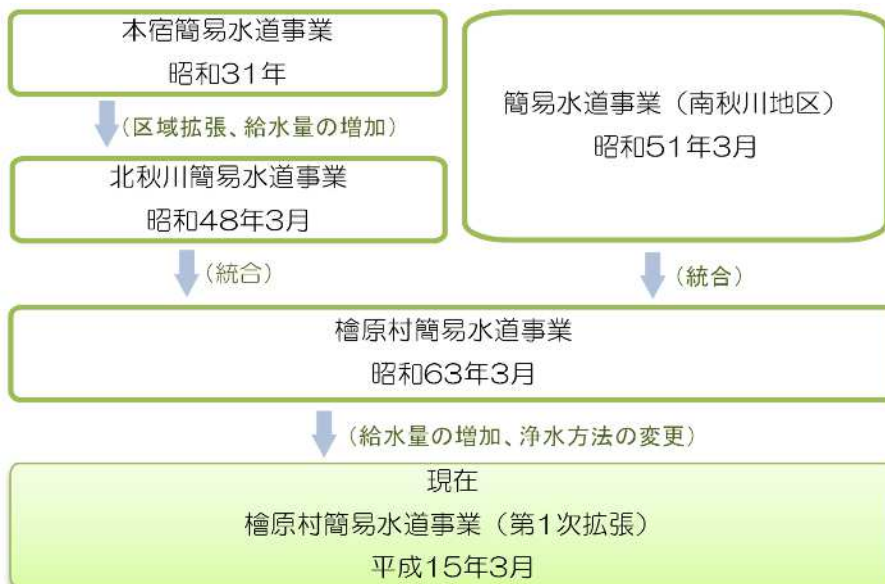 本宿簡易水道事業
昭和31年
(区域拡張、給水量の増加)
北秋川簡易水道事業
昭和48年3月
(統合)
簡易水道事業(南秋川地区)
昭和51年3月
(統合)
檜原村簡易水道事業
昭和63年3月
(給水量の増加、浄水方法の変更)
現在
檜原村簡易水道事業(第1次拡張)
平成15年3月